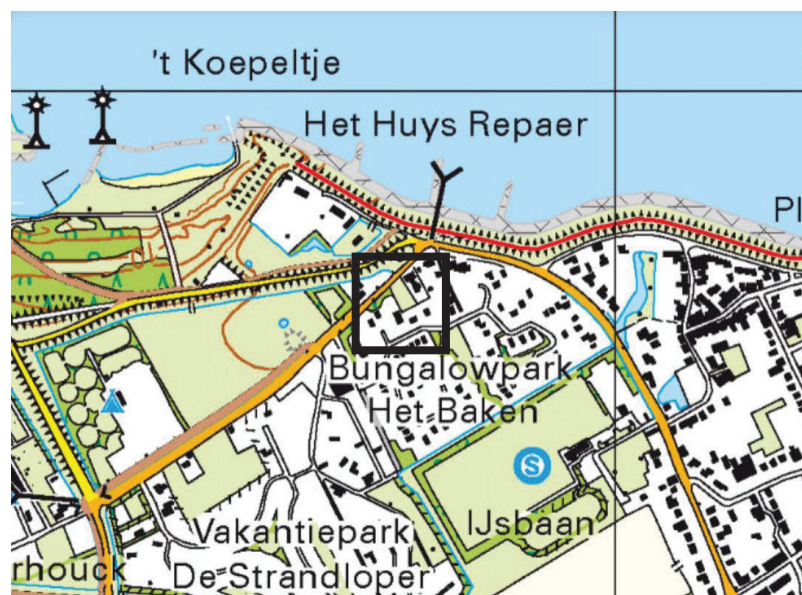 't Koepeltje
Het Huys Repaer
Pl
Bungalowpark
Het Baken
S
IJsbaan
Vakantiepark
De Strandloper
rhouck